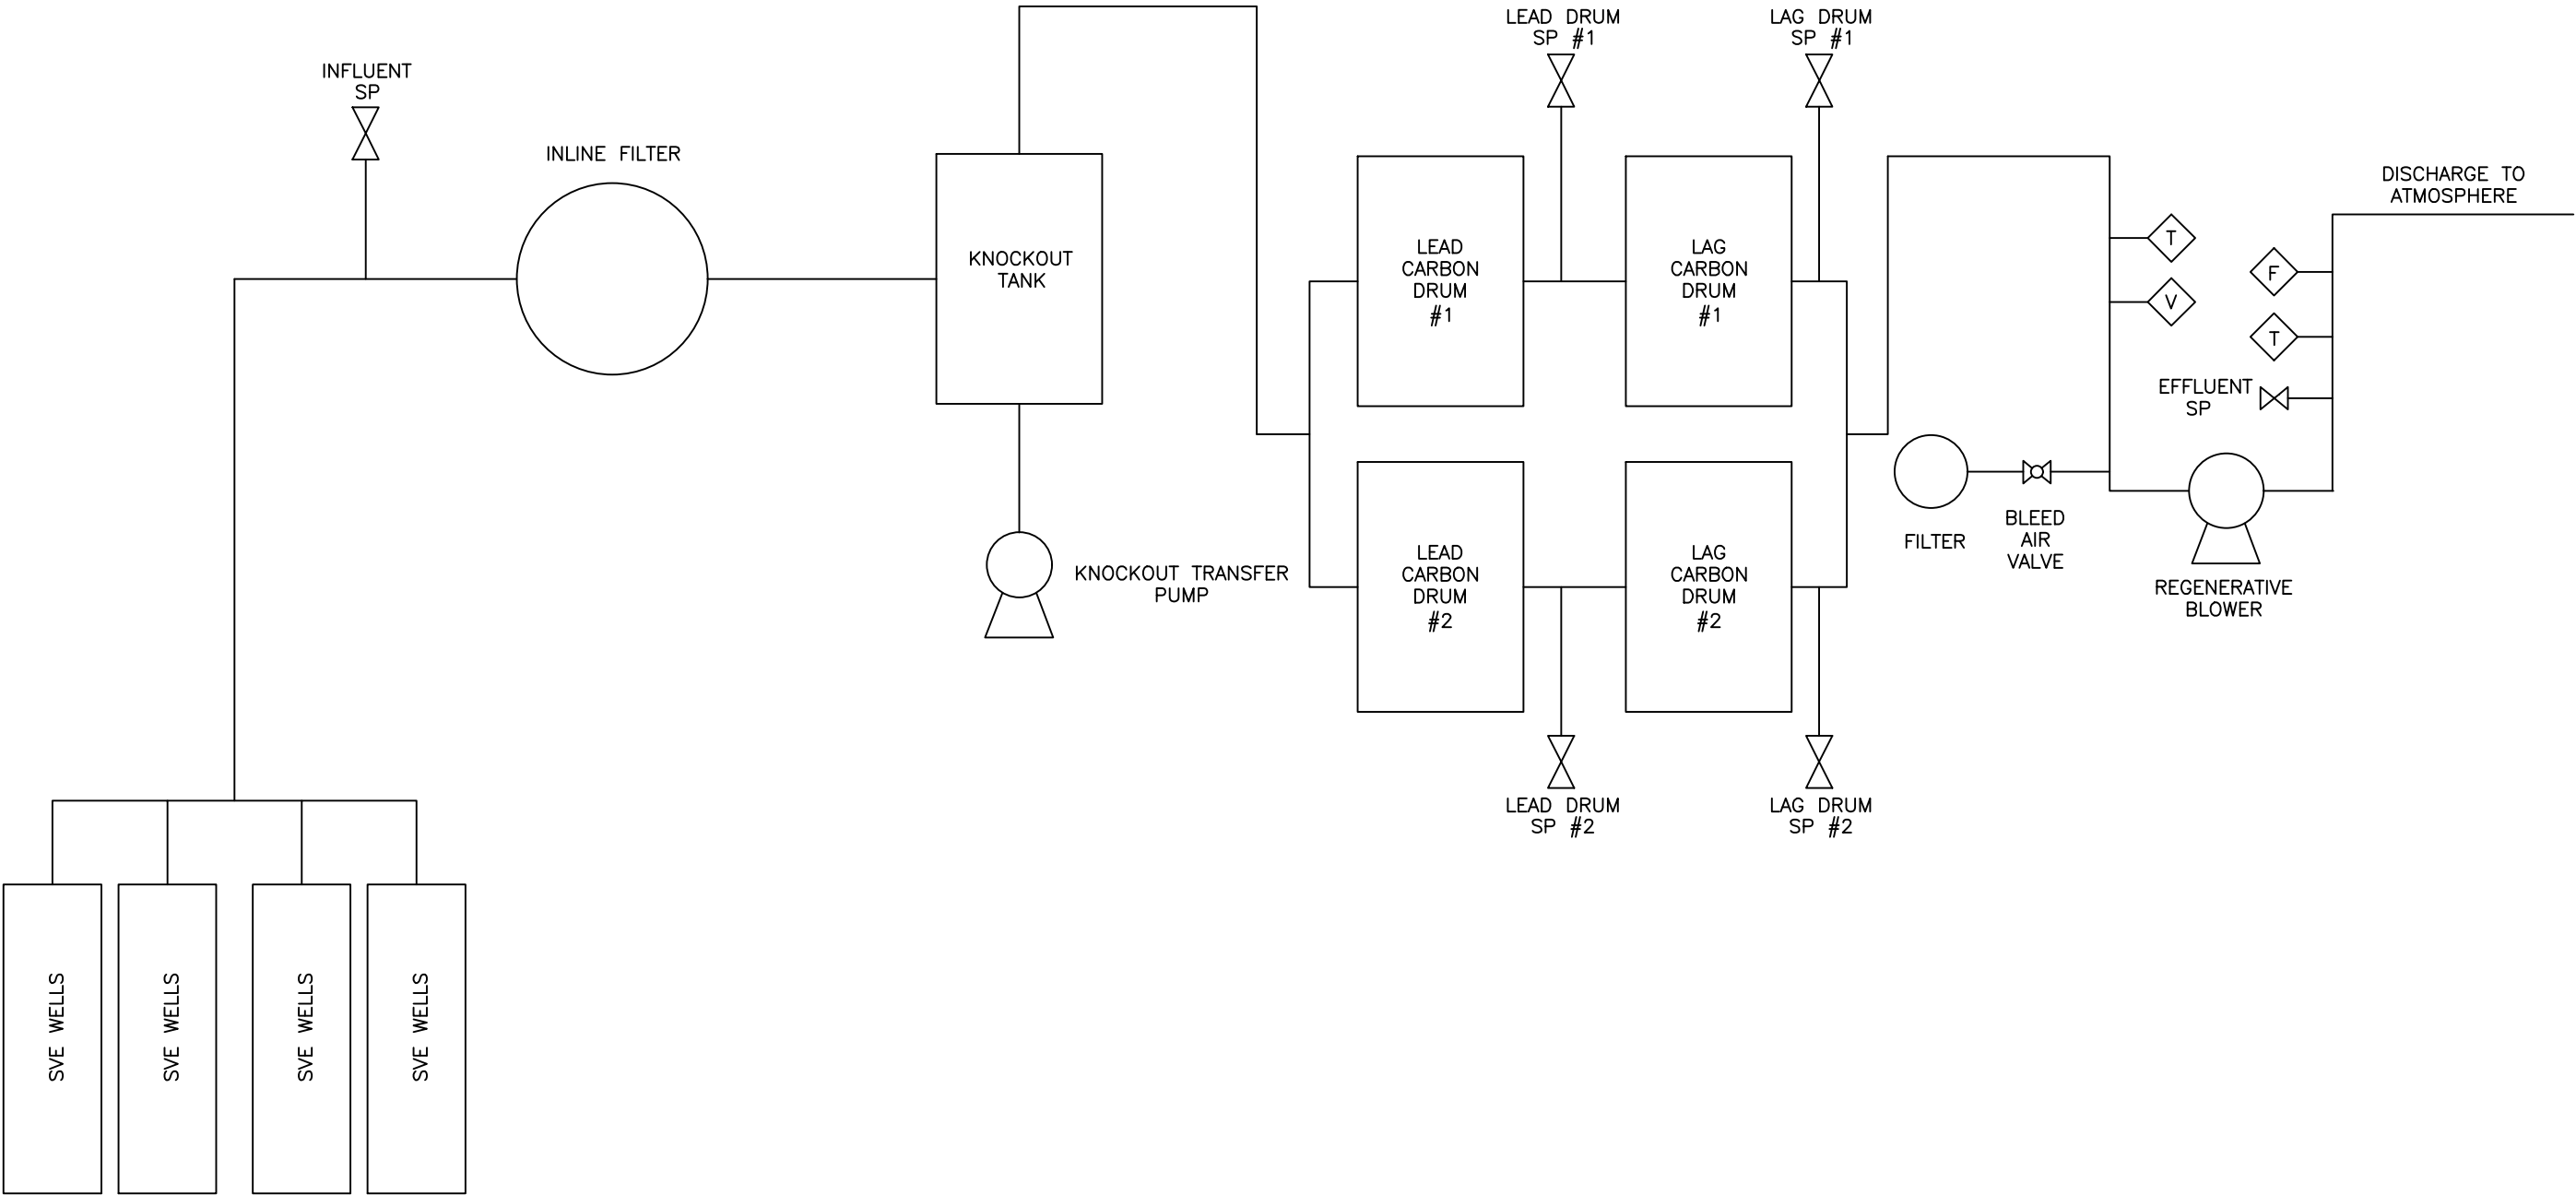 LEAD DRUM
SP #1
LAG DRUM
SP #1
INFLUENT
SP
INLINE FILTER
DISCHARGE TO
ATMOSPHERE
KNOCKOUT
TANK
LEAD
CARBON
DRUM
#1
LAG
CARBON
DRUM
#1
T
V
F
T
EFFLUENT
SP
FILTER
BLEED
AIR
VALVE
REGENERATIVE
BLOWER
KNOCKOUT TRANSFER
PUMP
LEAD
CARBON
DRUM
#2
LAG
CARBON
DRUM
#2
LEAD DRUM
SP #2
LAG DRUM
SP #2
SVE WELLS
SVE WELLS
SVE WELLS
SVE WELLS